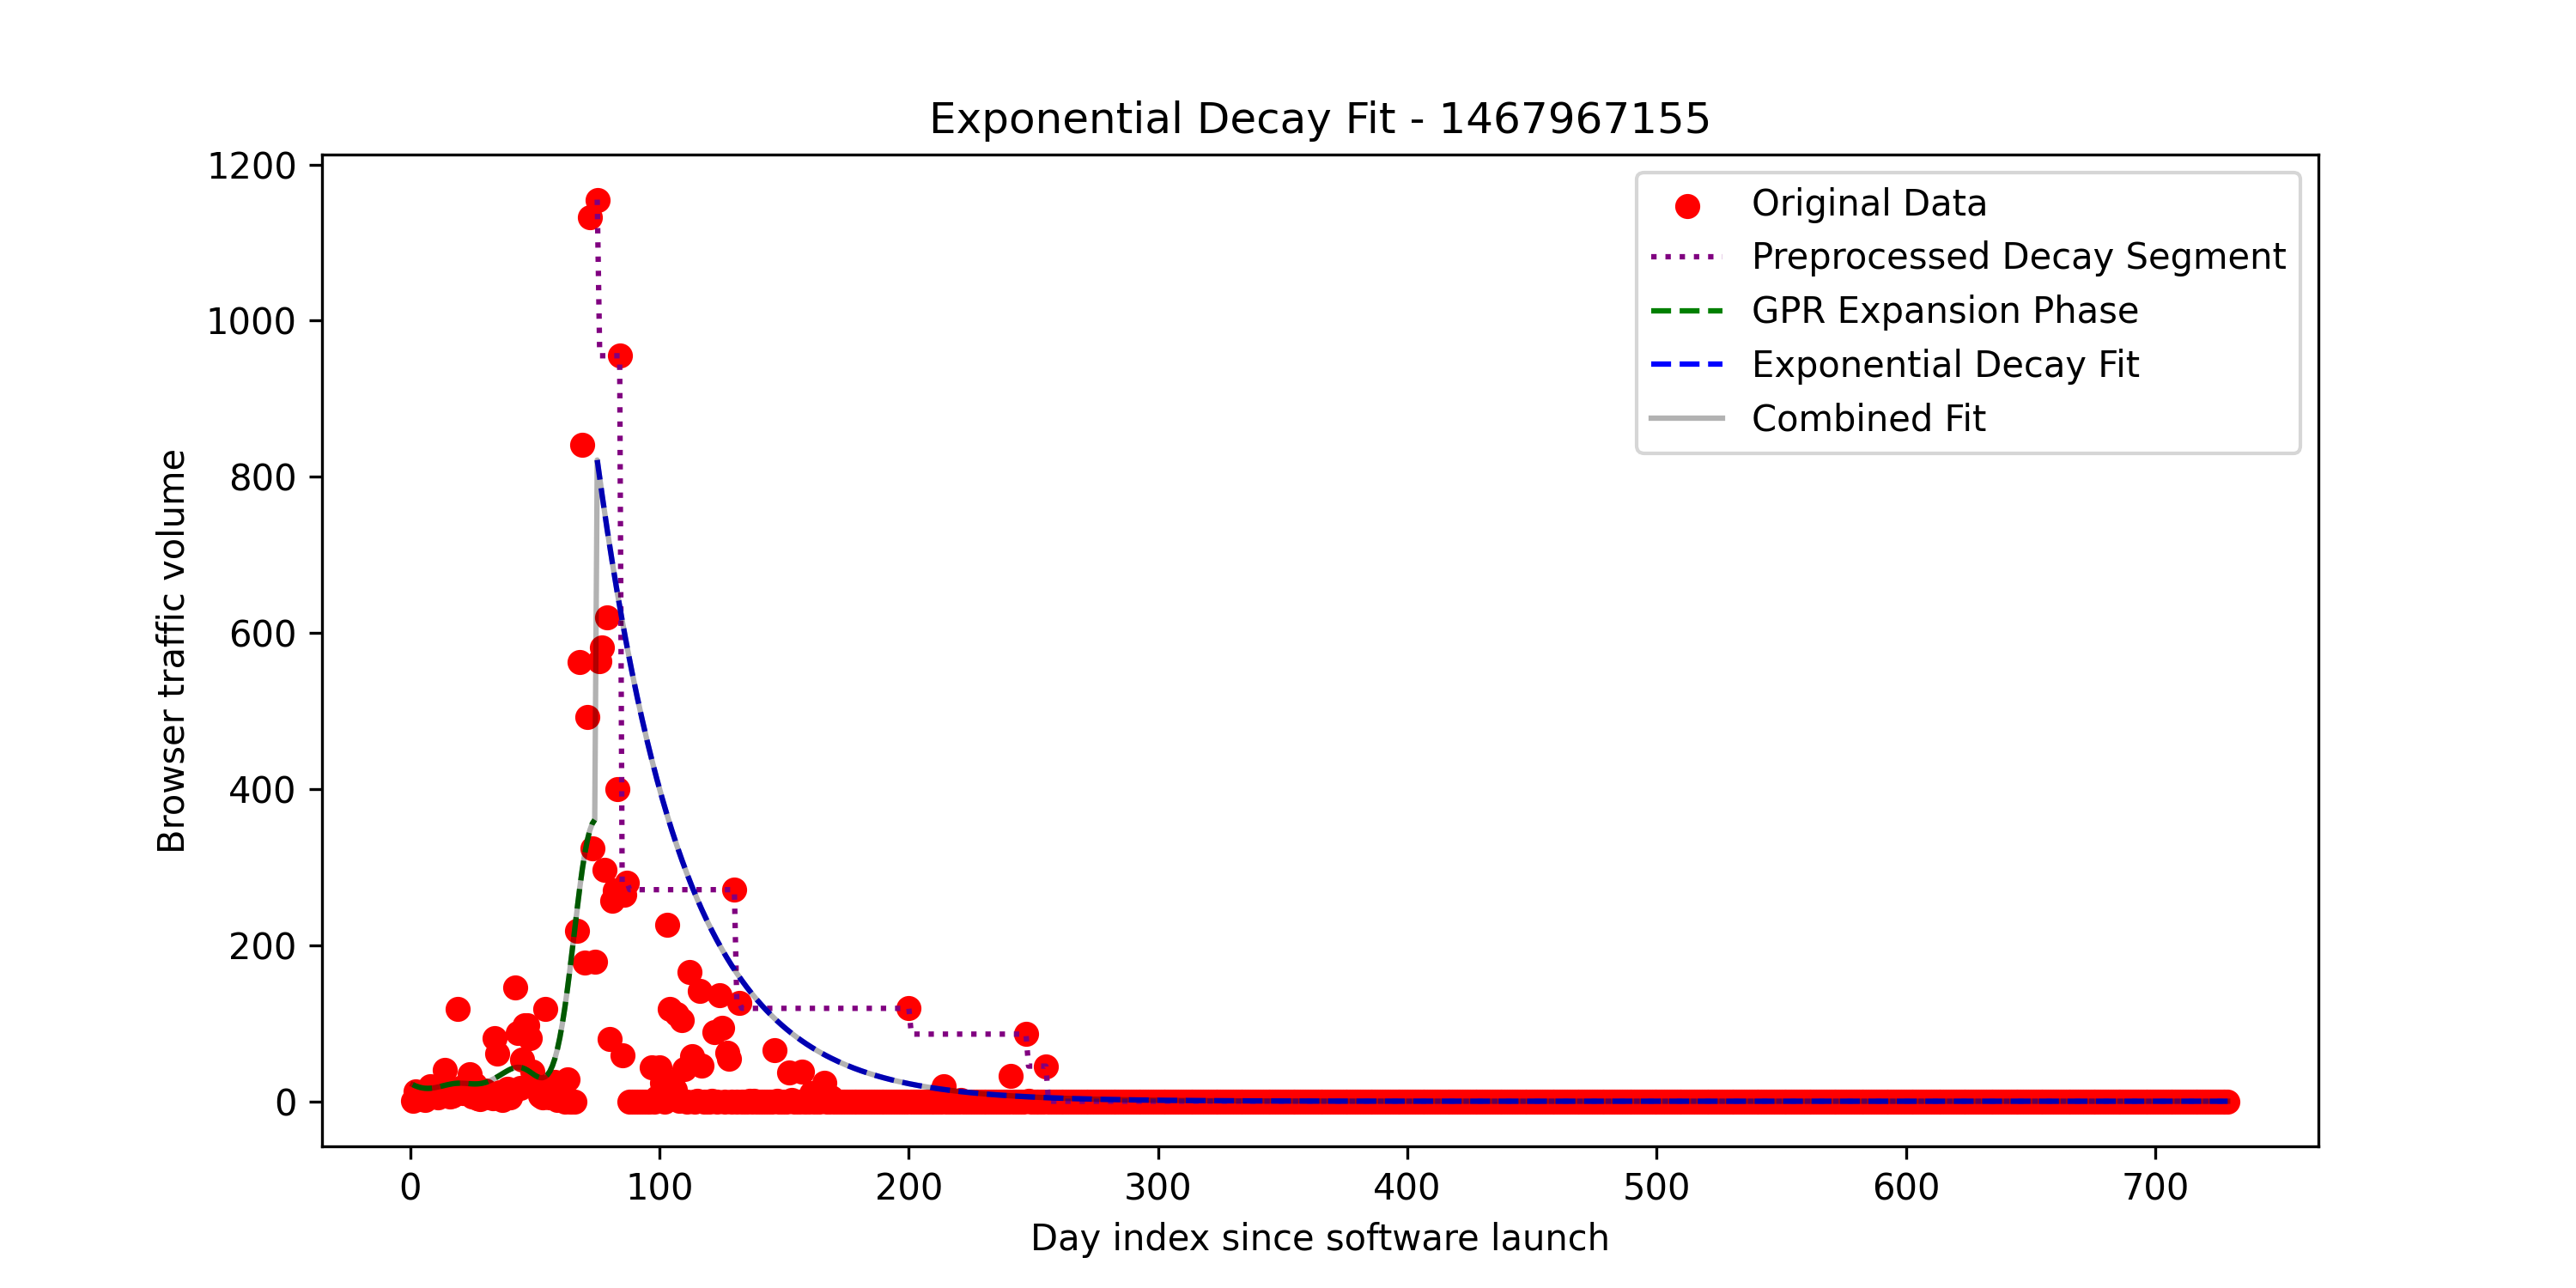 Exponential Decay Fit - 1467967155
Original Data
Preprocessed Decay Segment
GPR Expansion Phase
Exponential Decay Fit
Combined Fit
Browser traffic volume
1200
1000
800
600
400
200
0
0 100 200 300 400 500 600 700
Day index since software launch